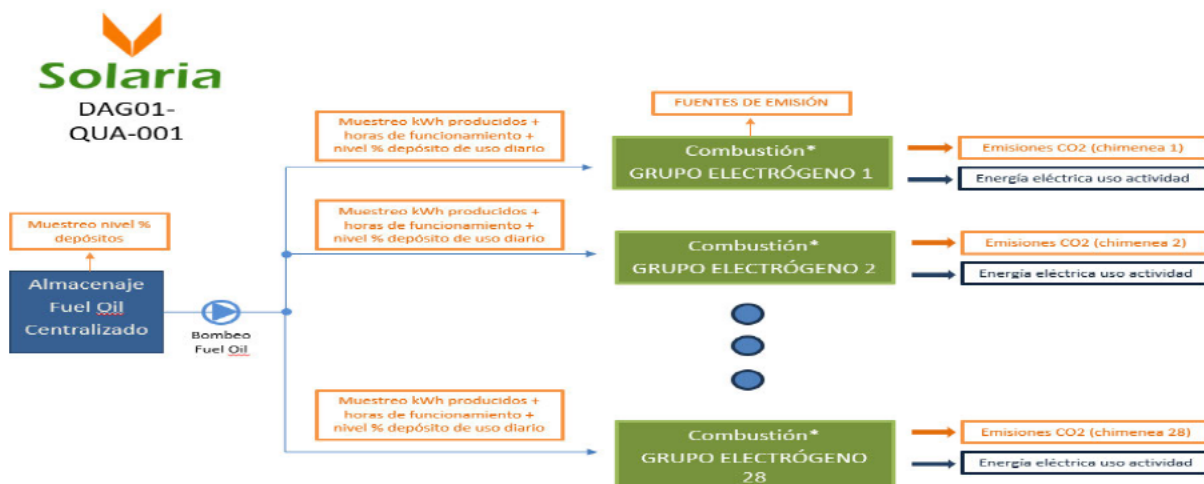 Solaria
DAG01-
QUA-001
Muestreo kWh producidos +
horas de funcionamiento +
nivel % depósito de uso diario
FUENTES DE EMISIÓN
Combustión*
GRUPO ELECTRÓGENO 1
Emisiones CO2 (chimenea 1)
Energía eléctrica uso actividad
Muestreo nivel %
depósitos
Muestreo kWh producidos +
horas de funcionamiento +
nivel % depósito de uso diario
Combustión*
GRUPO ELECTRÓGENO 2
Emisiones CO2 (chimenea 2)
Energía eléctrica uso actividad
Almacenaje
Fuel Oil
Centralizado
Bombeo
Fuel Oil
Muestreo kWh producidos +
horas de funcionamiento +
nivel % depósito de uso diario
Combustión*
GRUPO ELECTRÓGENO
28
Emisiones CO2 (chimenea 28)
Energía eléctrica uso actividad